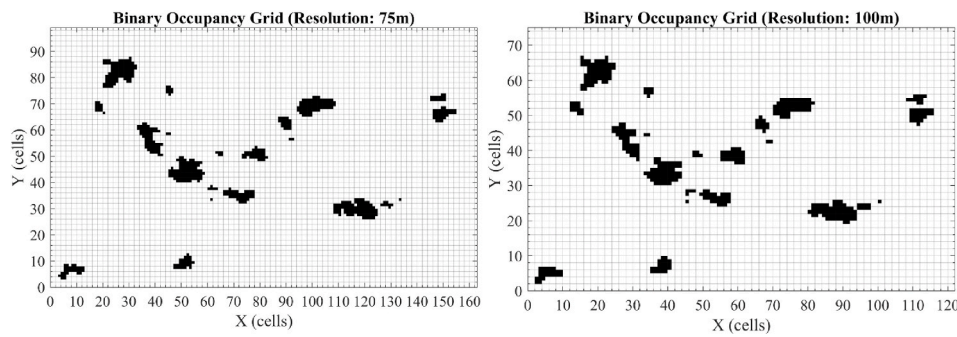 Binary Occupancy Grid (Resolution: 75m)
90
80
70
60
50
40
30
20
10
0
Y (cells)
0 10 20 30 40 50 60 70 80 90 100 110 120 130 140 150 160
X (cells)
Binary Occupancy Grid (Resolution: 100m)
70
60
50
40
30
20
10
0
Y (cells)
0 10 20 30 40 50 60 70 80 90 100 110 120
X (cells)